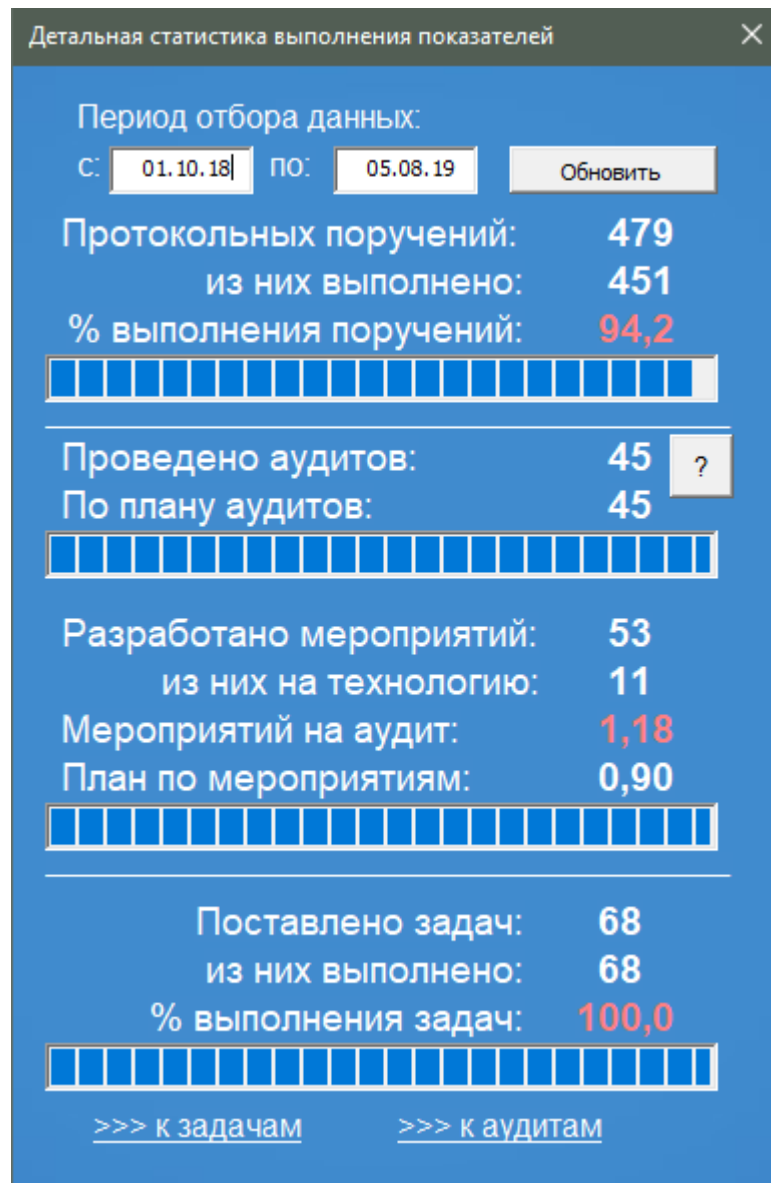 Детальная статистика выполнения показателей
Период отбора данных:
с: 01.10.18 по: 05.08.19 Обновить
Протокольных поручений: 479
из них выполнено: 451
% выполнения поручений: 94,2
Проведено аудитов: 45 ?
По плану аудитов: 45
Разработано мероприятий: 53
из них на технологию: 11
Мероприятий на аудит: 1,18
План по мероприятиям: 0,90
Поставлено задач: 68
из них выполнено: 68
% выполнения задач: 100,0
>>> к задачам >>> к аудитам